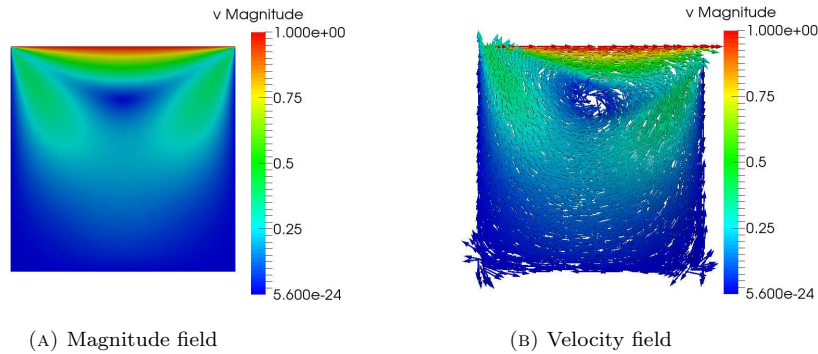 v Magnitude
1.000e+00
0.75
0.5
0.25
5.600e-24
(A) Magnitude field
v Magnitude
1.000e+00
0.75
0.5
0.25
5.600e-24
(B) Velocity field